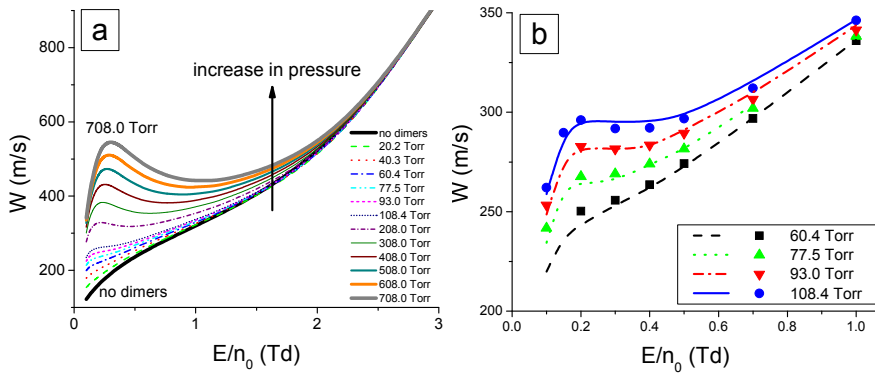 a
increase in pressure
708.0 Torr
no dimers
no dimers
20.2 Torr
40.3 Torr
60.4 Torr
77.5 Torr
93.0 Torr
108.4 Torr
208.0 Torr
308.0 Torr
408.0 Torr
508.0 Torr
608.0 Torr
708.0 Torr
W (m/s)
800
600
400
200
0
1
2
3
E/n₀ (Td)
b
W (m/s)
350
300
250
200
60.4 Torr
77.5 Torr
93.0 Torr
108.4 Torr
0.0
0.2
0.4
0.6
0.8
1.0
E/n₀ (Td)